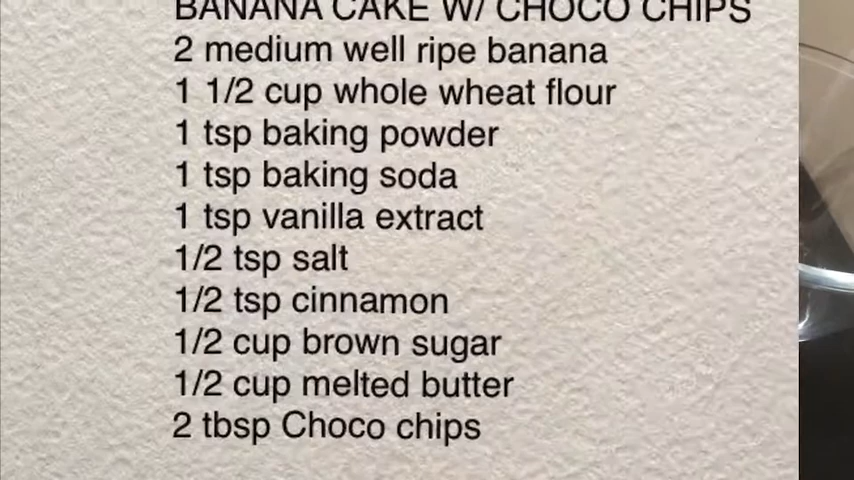 BANANA CAKE W/ CHOCO CHIPS
2 medium well ripe banana
1 1/2 cup whole wheat flour
1 tsp baking powder
1 tsp baking soda
1 tsp vanilla extract
1/2 tsp salt
1/2 tsp cinnamon
1/2 cup brown sugar
1/2 cup melted butter
2 tbsp Choco chips